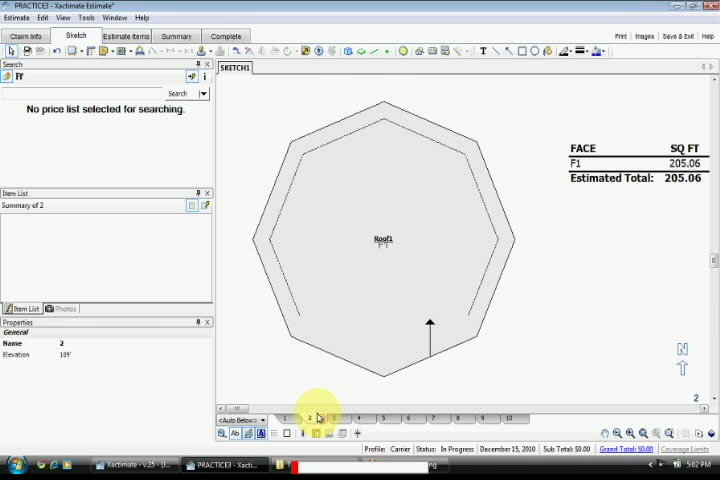 PRACTICE3 - Xactimate Estimate*
Estimate Edit View Tools Window Help
Claim Info Sketch Estimate Items Summary Complete
Print Images Save & Exit Help
Search
SKETCH1
Search
No price list selected for searching.
FACE SQ FT
F1 205.06
Estimated Total: 205.06
Item List
Summary of 2
Roof1
F1
Item List Photos
Properties
General
Name 2
Elevation 109'
N
2
<Auto Below> 1 2 3 4 5 6 7 8 9 10
Profile: Carrier Status: In Progress December 15, 2010 Sub Total: $0.00 Grand Total: $0.00 Coverage Limits
Xactimate - v.25 - [J... PRACTICE3 - Xacti...
5:02 PM